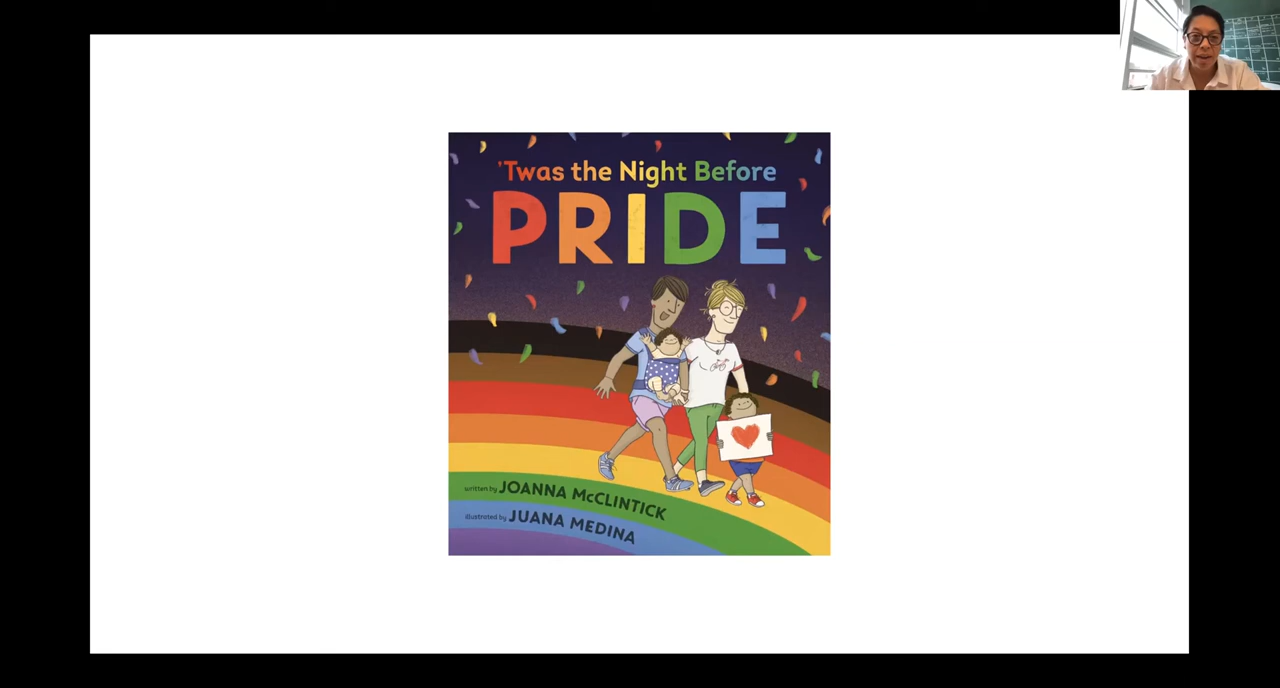 'Twas the Night Before
PRIDE
written by JOANNA McCLINTICK
illustrated by JUANA MEDINA